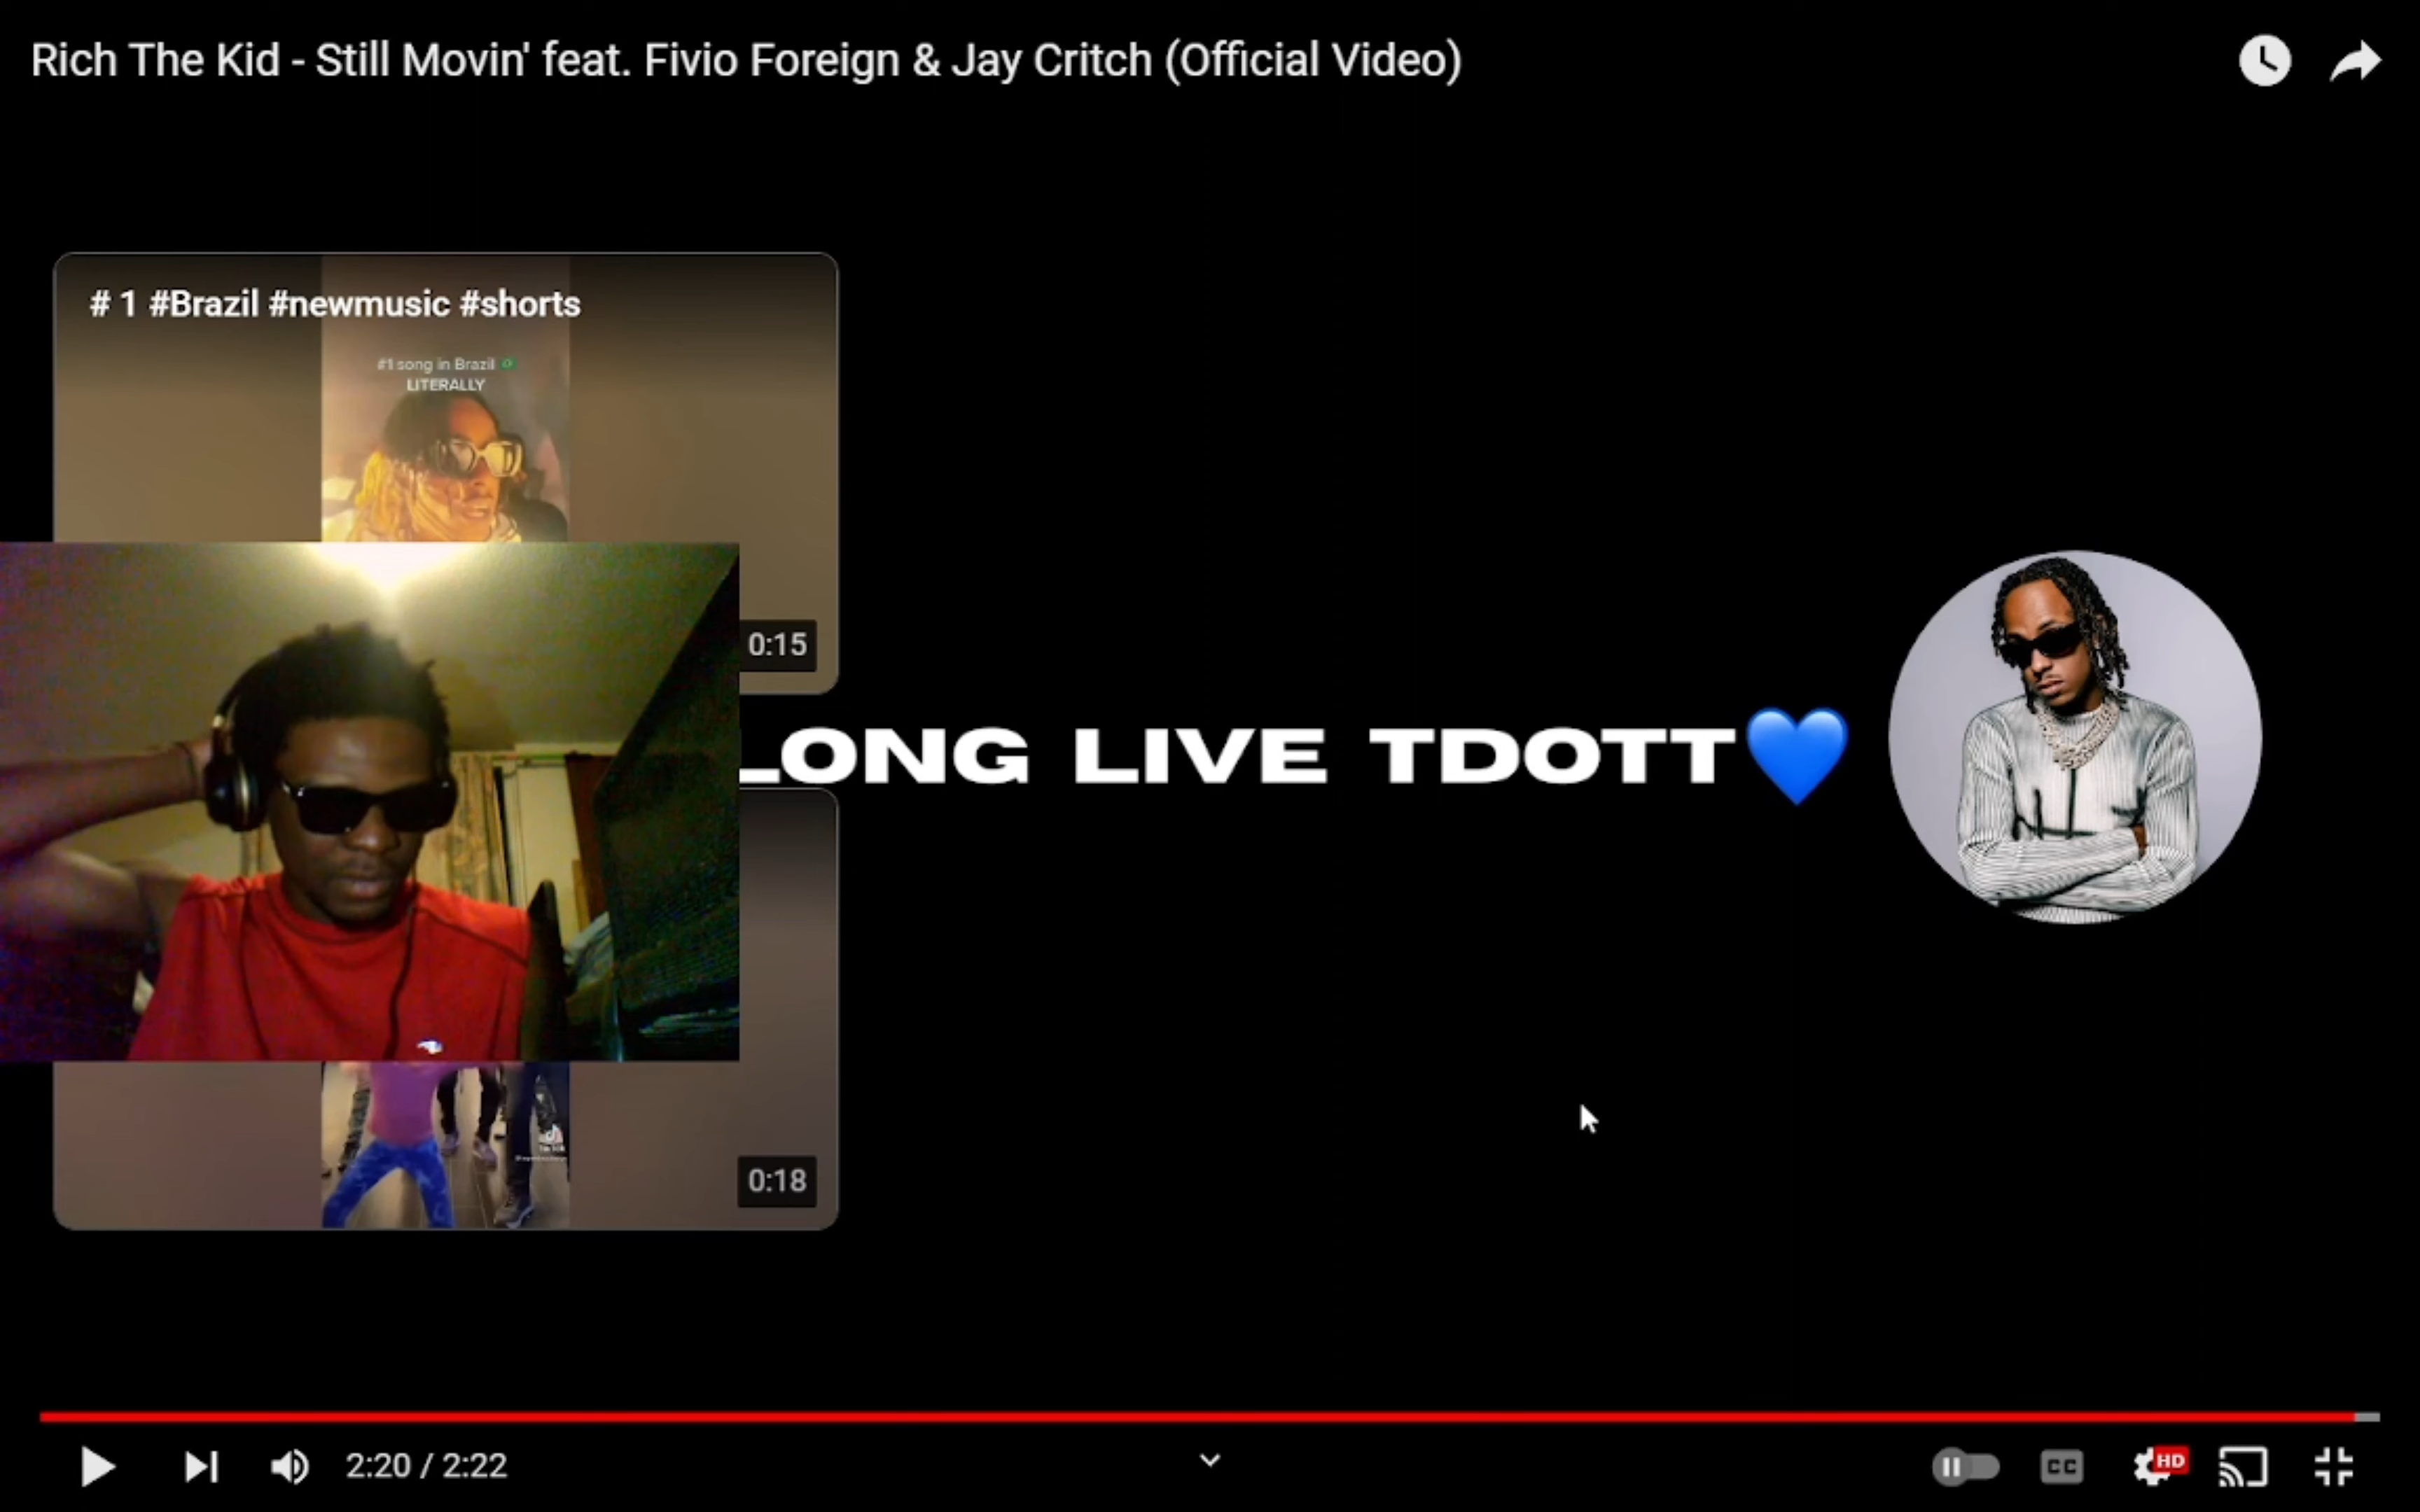 Rich The Kid - Still Movin' feat. Fivio Foreign & Jay Critch (Official Video)
# 1 #Brazil #newmusic #shorts
#1 song in Brazil
LITERALLY
0:15
LONG LIVE TDOTT💙
0:18
2:20 / 2:22
CC
HD